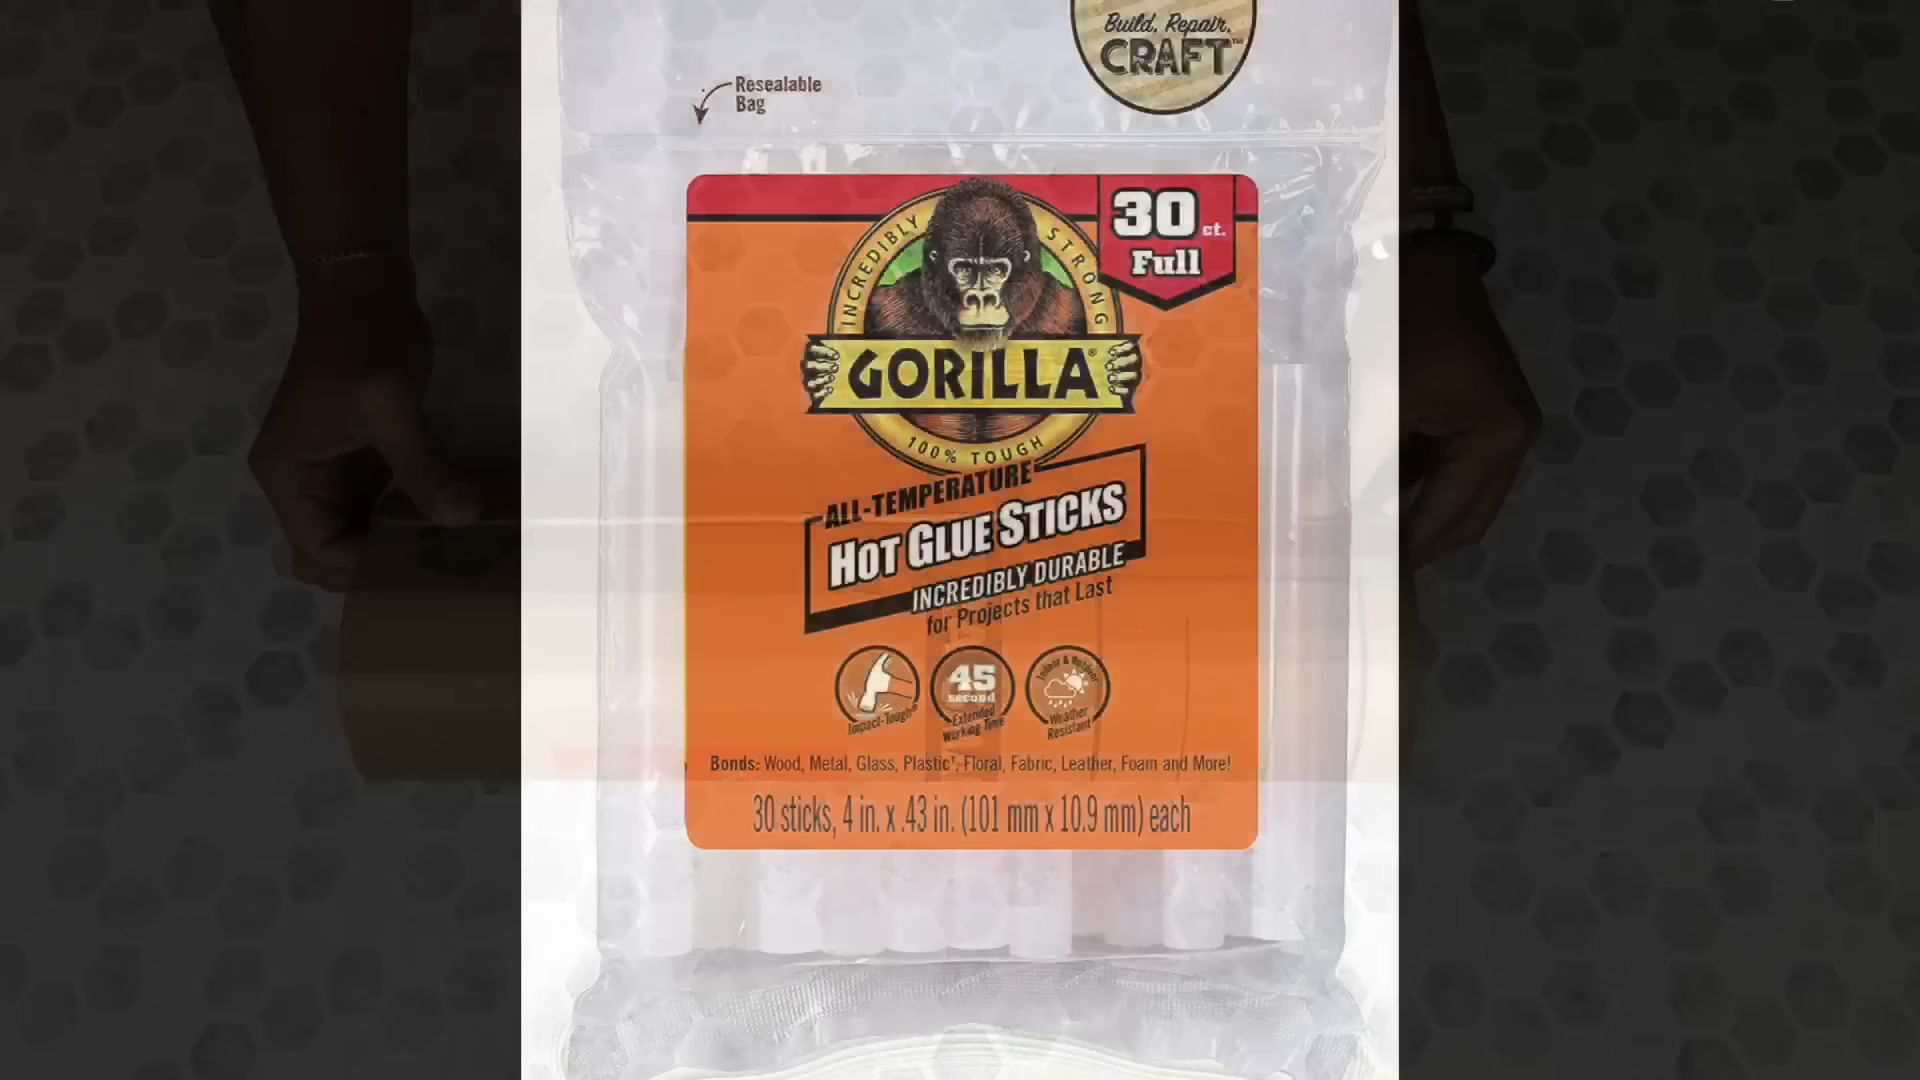 Build. Repair.
CRAFT™
Resealable
Bag
30 ct.
Full
INCREDIBLY STRONG
GORILLA®
100% TOUGH
ALL-TEMPERATURE
HOT GLUE STICKS
INCREDIBLY DURABLE
for Projects that Last
45
second
Indoor & Outdoor
Impact-Tough®
Extended
Working Time
Weather
Resistant
Bonds: Wood, Metal, Glass, Plastic†, Floral, Fabric, Leather, Foam and More!
30 sticks, 4 in. x .43 in. (101 mm x 10.9 mm) each